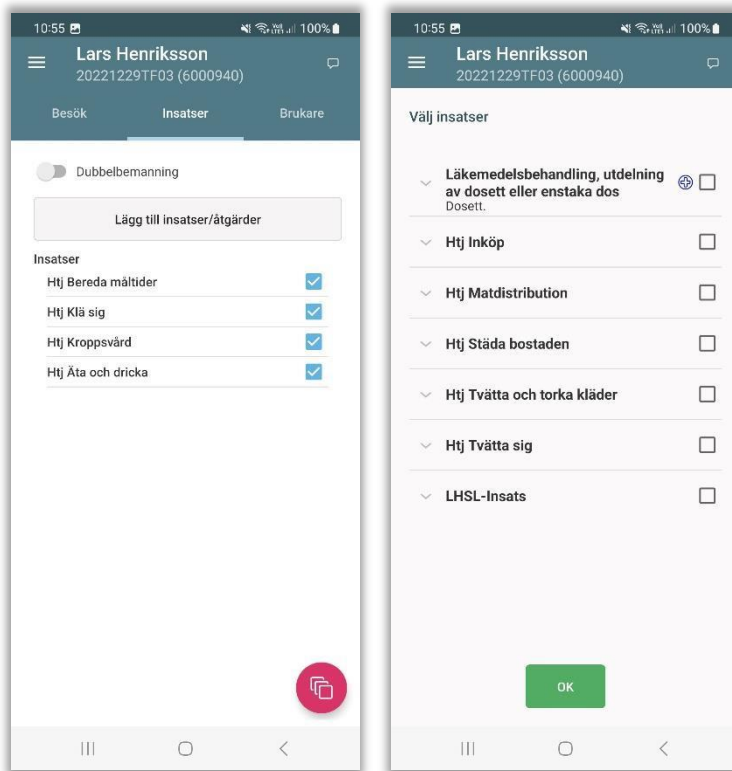 10:55 100%
Lars Henriksson
20221229TF03 (6000940)
Besök Insatser Brukare
Dubbelbemanning
Lägg till insatser/åtgärder
Insatser
Htj Bereda måltider
Htj Klä sig
Htj Kroppsvård
Htj Äta och dricka
10:55 100%
Lars Henriksson
20221229TF03 (6000940)
Välj insatser
Läkemedelsbehandling, utdelning
av dosett eller enstaka dos
Dosett.
Htj Inköp
Htj Matdistribution
Htj Städa bostaden
Htj Tvätta och torka kläder
Htj Tvätta sig
LHSL-Insats
OK